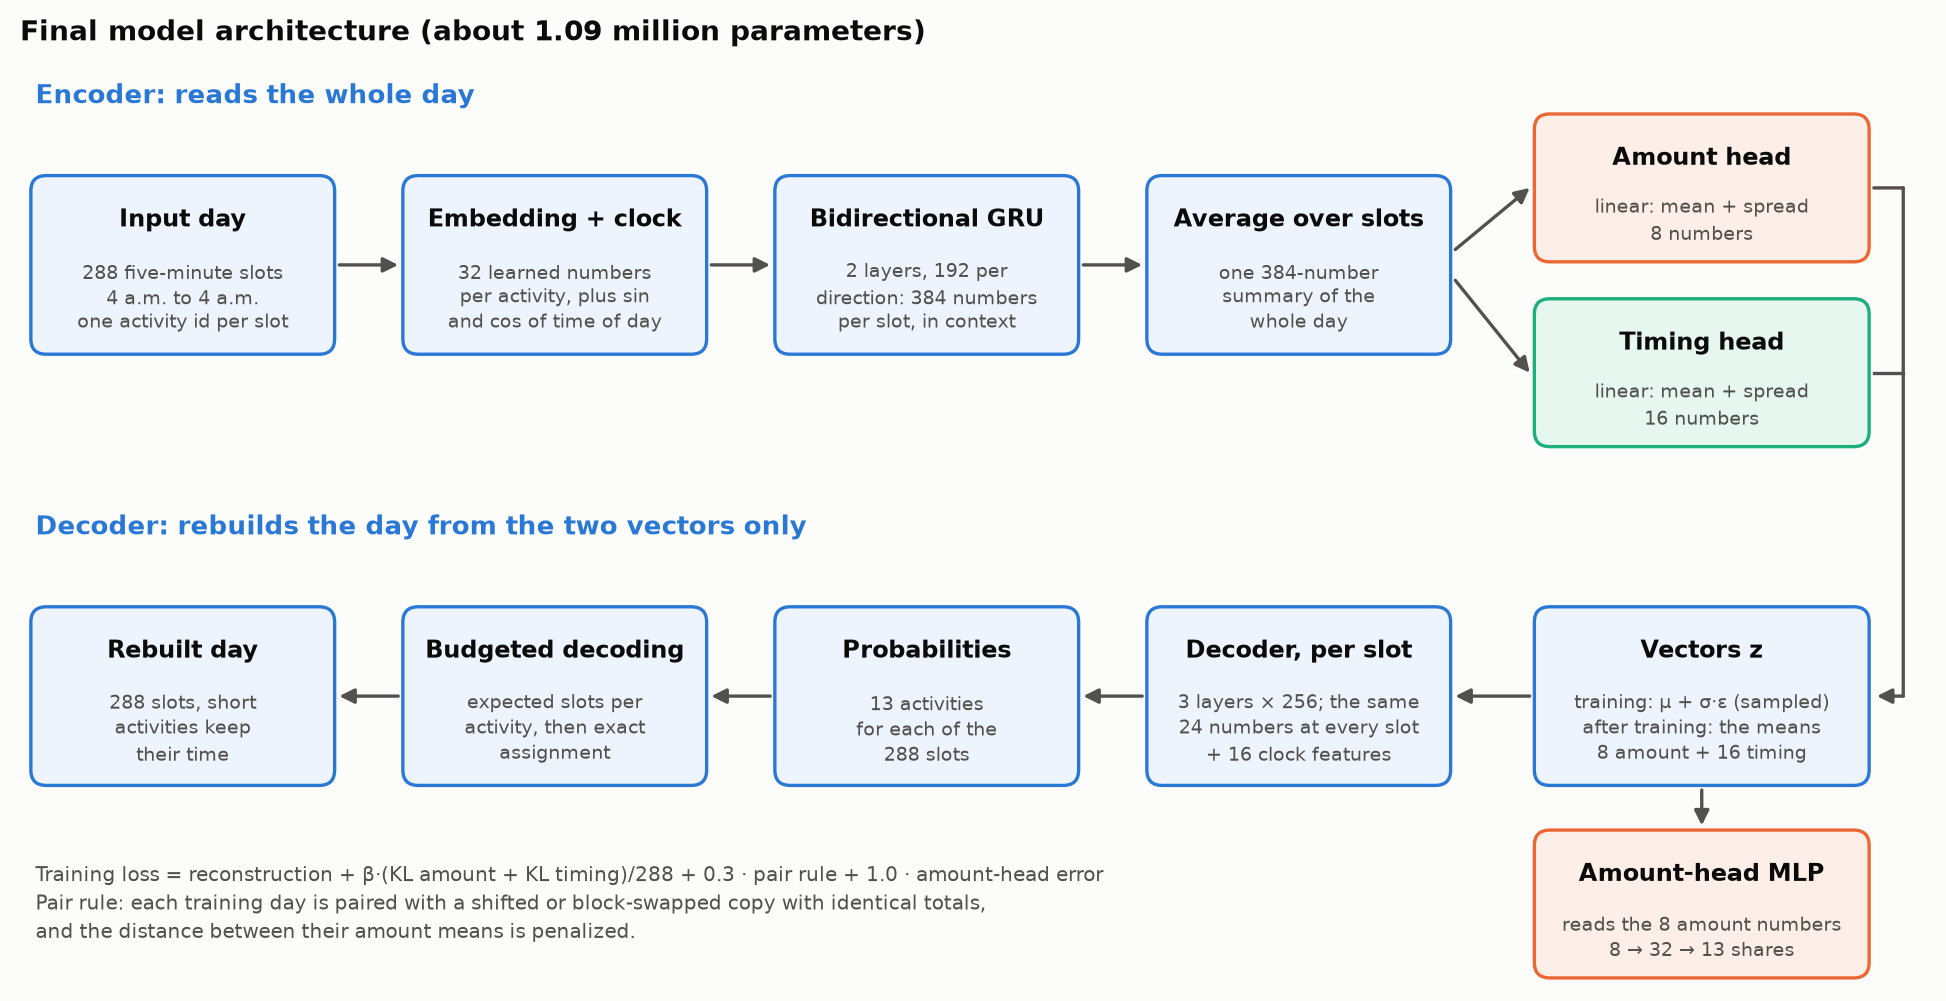 Final model architecture (about 1.09 million parameters)
Encoder: reads the whole day
Input day
288 five-minute slots
4 a.m. to 4 a.m.
one activity id per slot
Embedding + clock
32 learned numbers
per activity, plus sin
and cos of time of day
Bidirectional GRU
2 layers, 192 per
direction: 384 numbers
per slot, in context
Average over slots
one 384-number
summary of the
whole day
Amount head
linear: mean + spread
8 numbers
Timing head
linear: mean + spread
16 numbers
Decoder: rebuilds the day from the two vectors only
Rebuilt day
288 slots, short
activities keep
their time
Budgeted decoding
expected slots per
activity, then exact
assignment
Probabilities
13 activities
for each of the
288 slots
Decoder, per slot
3 layers × 256; the same
24 numbers at every slot
+ 16 clock features
Vectors z
training: μ + σ·ε (sampled)
after training: the means
8 amount + 16 timing
Amount-head MLP
reads the 8 amount numbers
8 → 32 → 13 shares
Training loss = reconstruction + β·(KL amount + KL timing)/288 + 0.3 · pair rule + 1.0 · amount-head error
Pair rule: each training day is paired with a shifted or block-swapped copy with identical totals,
and the distance between their amount means is penalized.